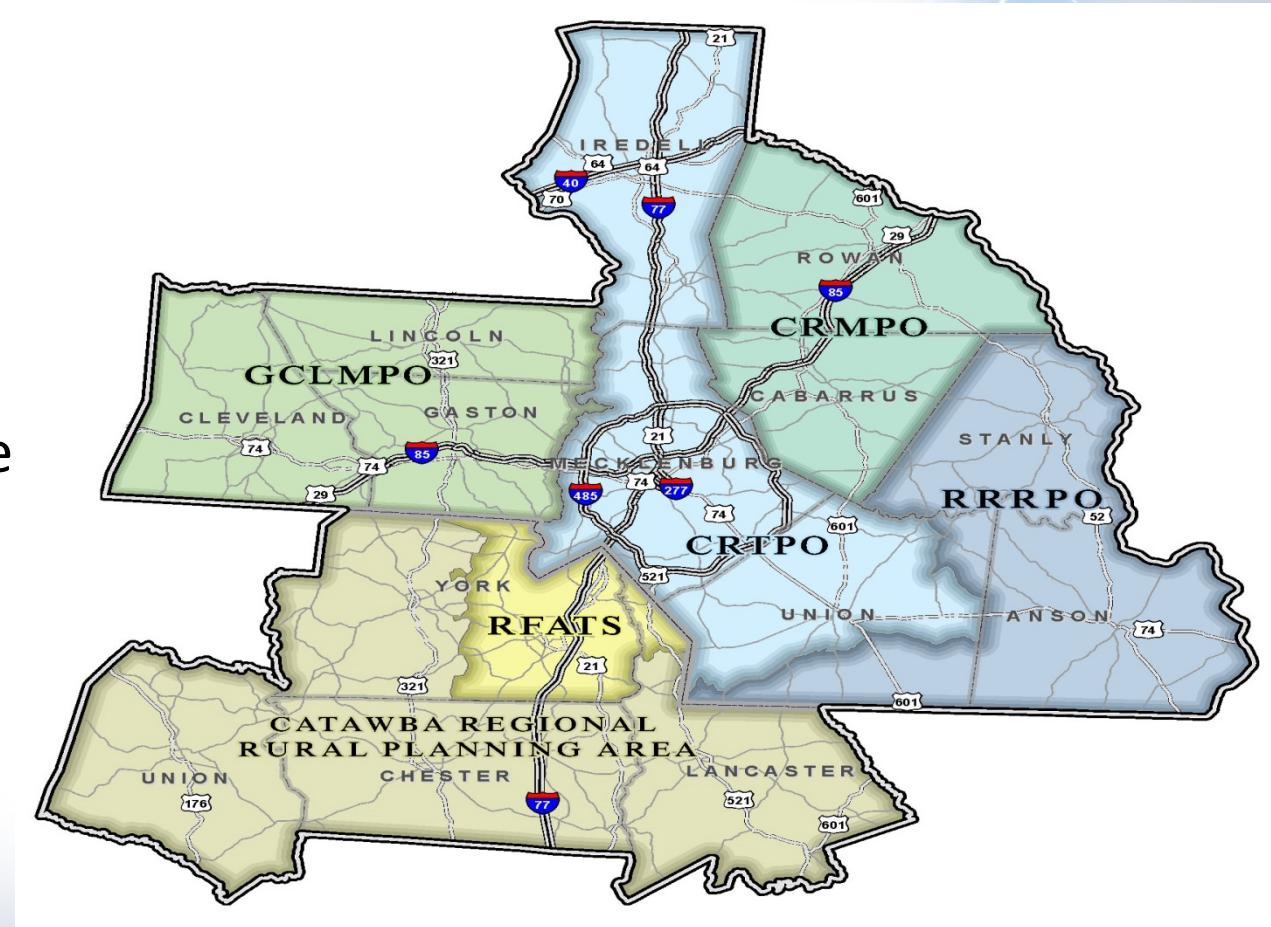 21
IREDELL
64
64
40
70
77
601
29
ROWAN
85
CRMPO
LINCOLN
321
GCLMPO
CABARRUS
CLEVELAND
GASTON
21
STANLY
74
85
74
MECKLENBURG
74
277
485
29
RRRPO
74
601
52
CRTPO
521
YORK
UNION
ANSON
RFATS
74
21
321
601
CATAWBA REGIONAL
RURAL PLANNING AREA
UNION
CHESTER
LANCASTER
176
77
521
601
e